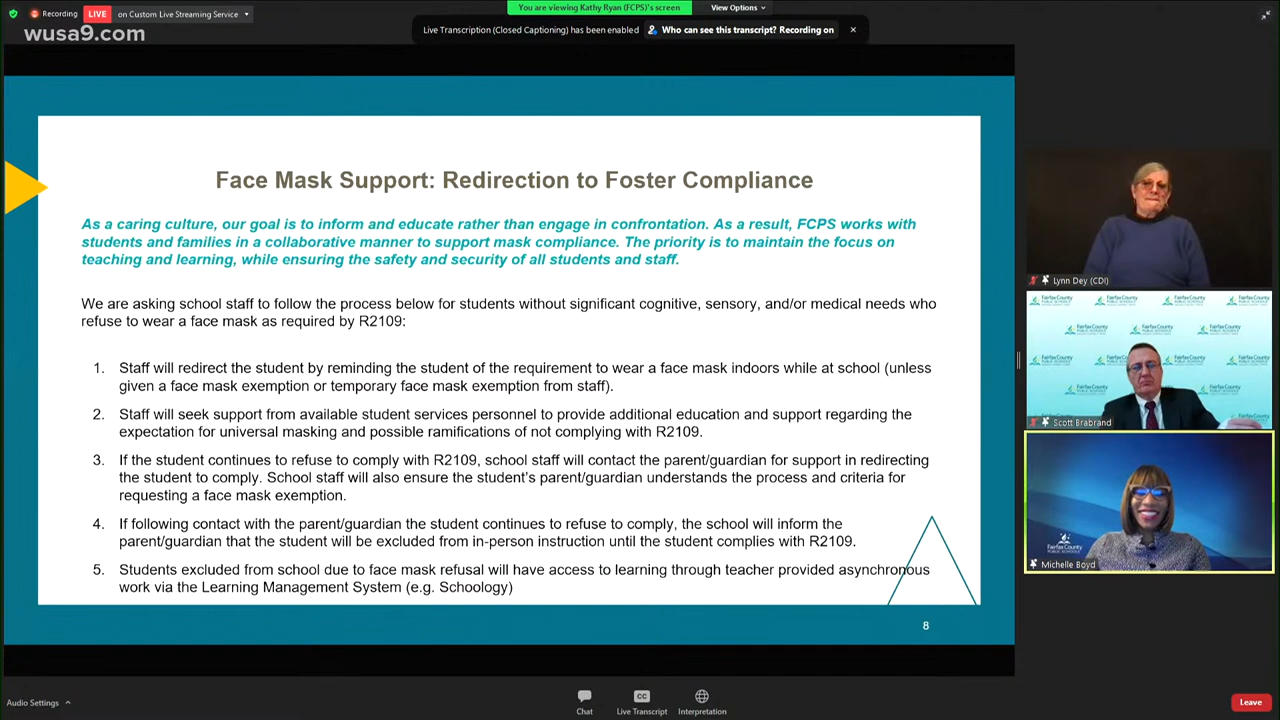 Recording LIVE on Custom Live Streaming Service
You are viewing Kathy Ryan (FCPS)'s screen View Options
wusa9.com
Live Transcription (Closed Captioning) has been enabled Who can see this transcript? Recording on ×
Face Mask Support: Redirection to Foster Compliance
As a caring culture, our goal is to inform and educate rather than engage in confrontation. As a result, FCPS works with
students and families in a collaborative manner to support mask compliance. The priority is to maintain the focus on
teaching and learning, while ensuring the safety and security of all students and staff.
We are asking school staff to follow the process below for students without significant cognitive, sensory, and/or medical needs who
refuse to wear a face mask as required by R2109:
1. Staff will redirect the student by reminding the student of the requirement to wear a face mask indoors while at school (unless
given a face mask exemption or temporary face mask exemption from staff).
2. Staff will seek support from available student services personnel to provide additional education and support regarding the
expectation for universal masking and possible ramifications of not complying with R2109.
3. If the student continues to refuse to comply with R2109, school staff will contact the parent/guardian for support in redirecting
the student to comply. School staff will also ensure the student's parent/guardian understands the process and criteria for
requesting a face mask exemption.
4. If following contact with the parent/guardian the student continues to refuse to comply, the school will inform the
parent/guardian that the student will be excluded from in-person instruction until the student complies with R2109.
5. Students excluded from school due to face mask refusal will have access to learning through teacher provided asynchronous
work via the Learning Management System (e.g. Schoology)
8
Lynn Dey (CDI)
Fairfax County
PUBLIC SCHOOLS
Scott Brabrand
Fairfax County
PUBLIC SCHOOLS
Michelle Boyd
Audio Settings
Chat
CC
Live Transcript
Interpretation
Leave